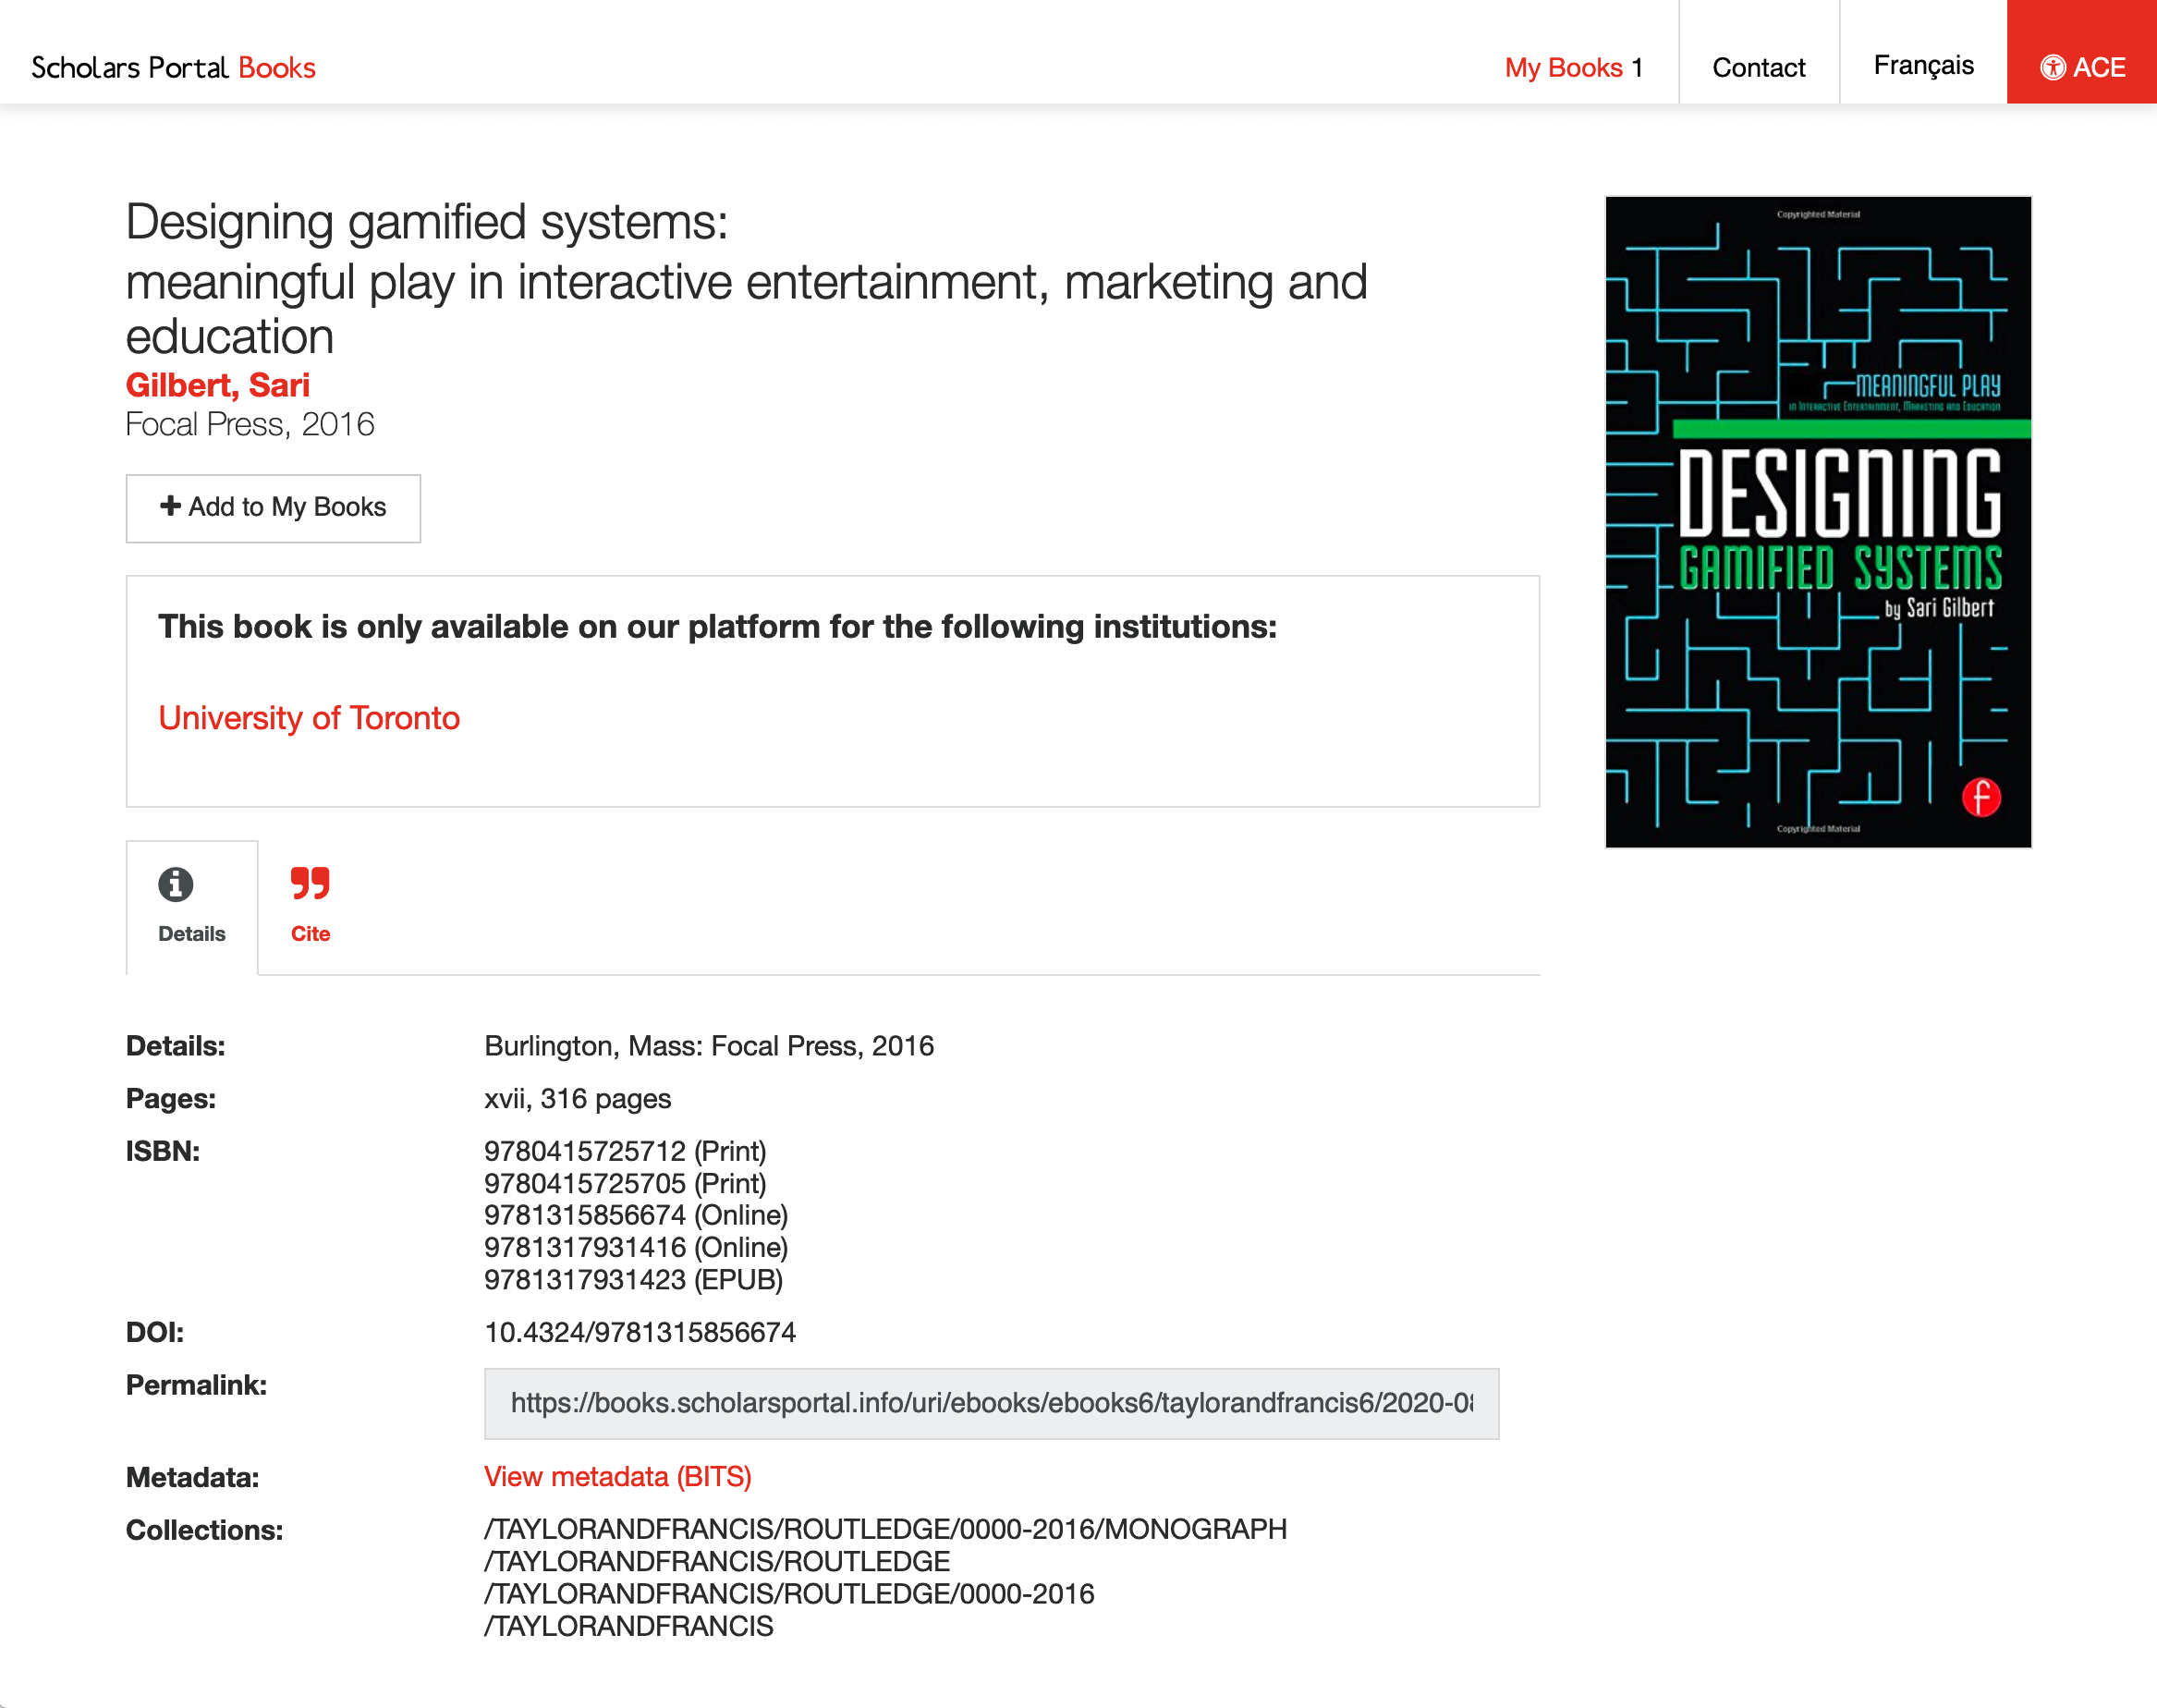 Scholars Portal Books
My Books 1
Contact
Français
ACE
Designing gamified systems:
meaningful play in interactive entertainment, marketing and
education
Gilbert, Sari
Focal Press, 2016
+ Add to My Books
This book is only available on our platform for the following institutions:
University of Toronto
Details
Cite
Details: Burlington, Mass: Focal Press, 2016
Pages: xvii, 316 pages
ISBN: 9780415725712 (Print)
9780415725705 (Print)
9781315856674 (Online)
9781317931416 (Online)
9781317931423 (EPUB)
DOI: 10.4324/9781315856674
Permalink: https://books.scholarsportal.info/uri/ebooks/ebooks6/taylorandfrancis6/2020-0
Metadata: View metadata (BITS)
Collections: /TAYLORANDFRANCIS/ROUTLEDGE/0000-2016/MONOGRAPH
/TAYLORANDFRANCIS/ROUTLEDGE
/TAYLORANDFRANCIS/ROUTLEDGE/0000-2016
/TAYLORANDFRANCIS
Copyrighted Material
MEANINGFUL PLAY
in Interactive Entertainment, Marketing and Education
DESIGNING
GAMIFIED SYSTEMS
by Sari Gilbert
f
Copyrighted Material